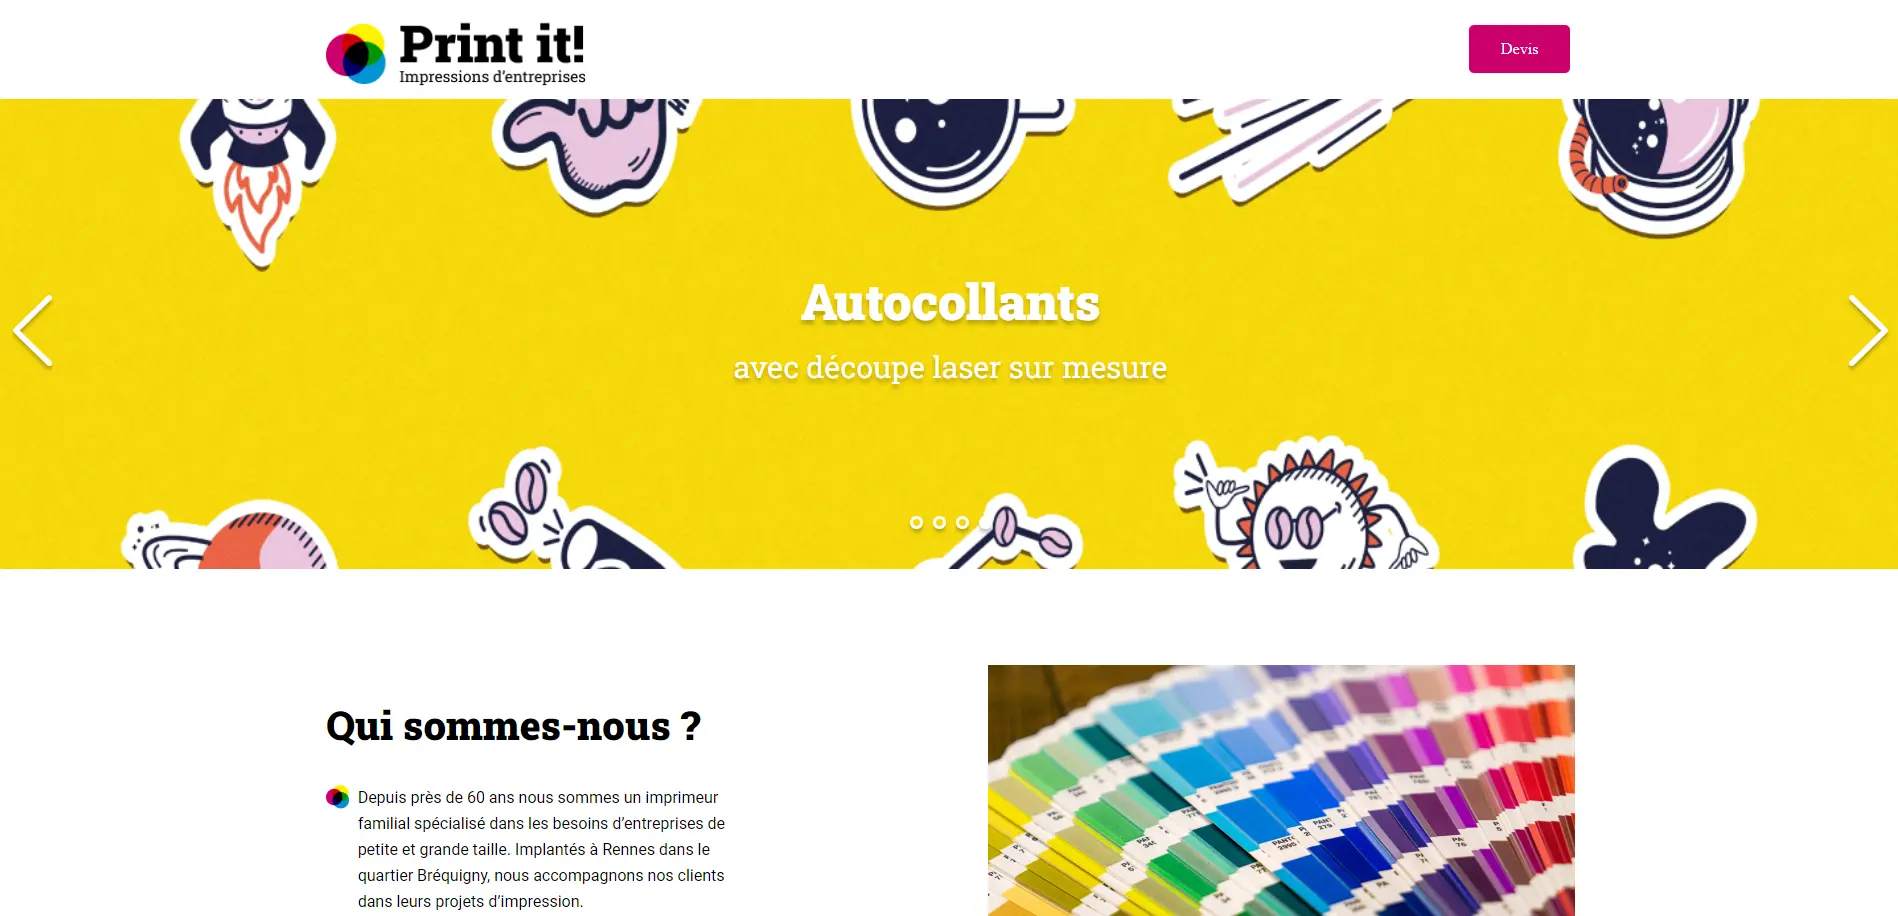 Print it!
Impressions d'entreprises
Devis
Autocollants
avec découpe laser sur mesure
Qui sommes-nous ?
Depuis près de 60 ans nous sommes un imprimeur
familial spécialisé dans les besoins d’entreprises de
petite et grande taille. Implantés à Rennes dans le
quartier Bréquigny, nous accompagnons nos clients
dans leurs projets d’impression.